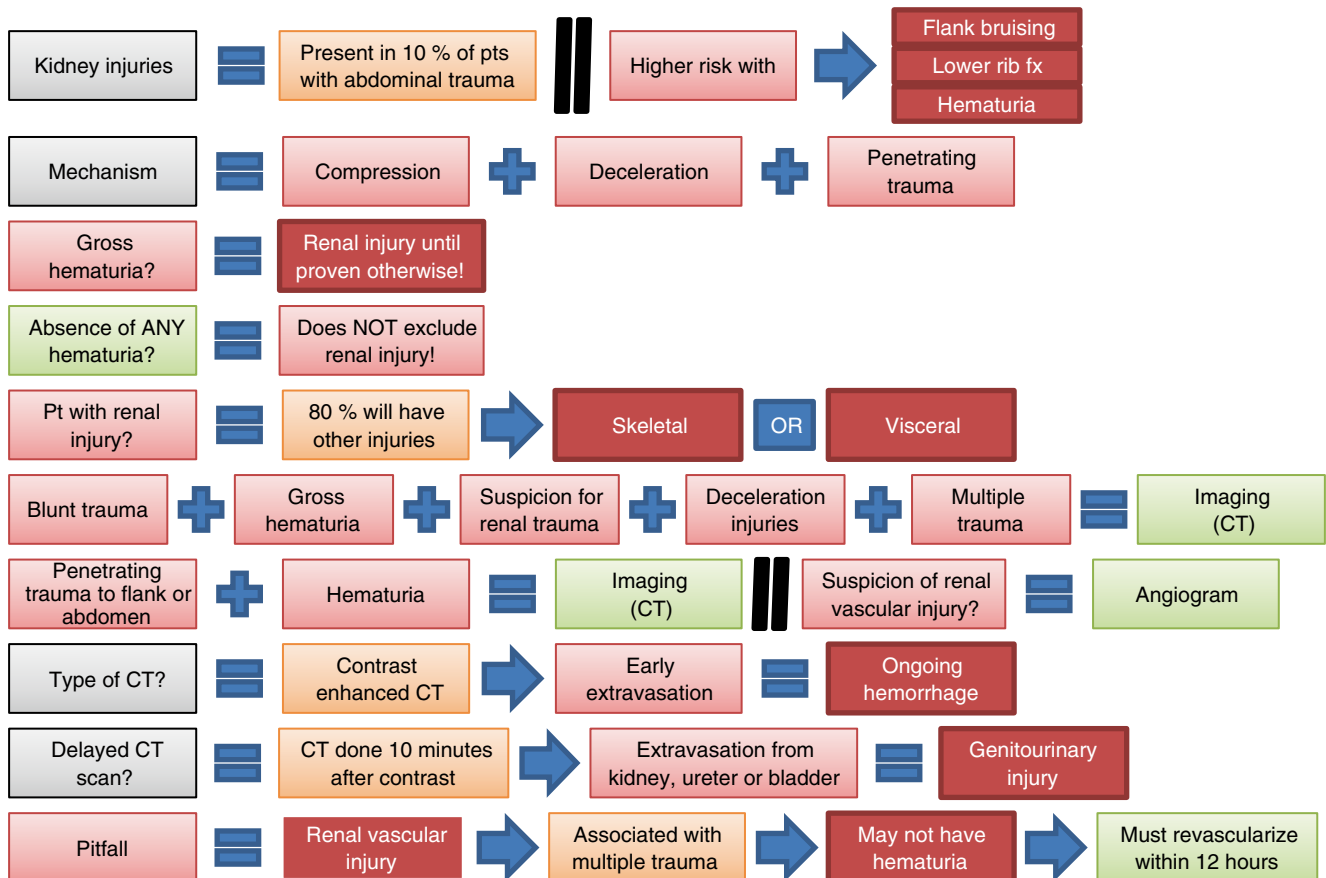 Kidney injuries
Present in 10 % of pts
with abdominal trauma
Higher risk with
Flank bruising
Lower rib fx
Hematuria
Mechanism
Compression
Deceleration
Penetrating
trauma
Gross
hematuria?
Renal injury until
proven otherwise!
Absence of ANY
hematuria?
Does NOT exclude
renal injury!
Pt with renal
injury?
80 % will have
other injuries
Skeletal
OR
Visceral
Blunt trauma
Gross
hematuria
Suspicion for
renal trauma
Deceleration
injuries
Multiple
trauma
Imaging
(CT)
Penetrating
trauma to flank or
abdomen
Hematuria
Imaging
(CT)
Suspicion of renal
vascular injury?
Angiogram
Type of CT?
Contrast
enhanced CT
Early
extravasation
Ongoing
hemorrhage
Delayed CT
scan?
CT done 10 minutes
after contrast
Extravasation from
kidney, ureter or bladder
Genitourinary
injury
Pitfall
Renal vascular
injury
Associated with
multiple trauma
May not have
hematuria
Must revascularize
within 12 hours